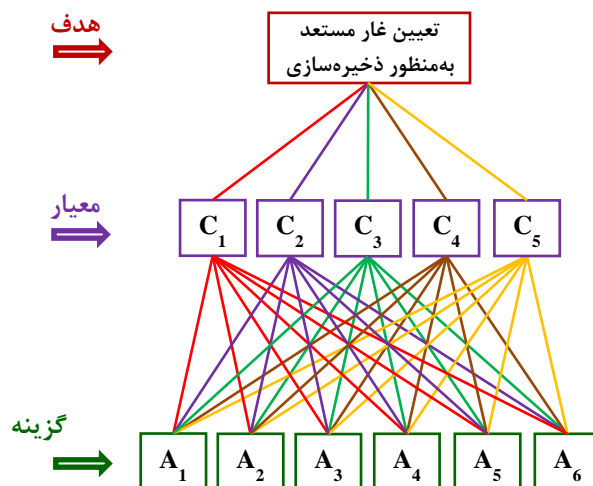 هدف
تعیین غار مستعد
به‌منظور ذخیره‌سازی
معیار
C1 C2 C3 C4 C5
گزینه
A1 A2 A3 A4 A5 A6